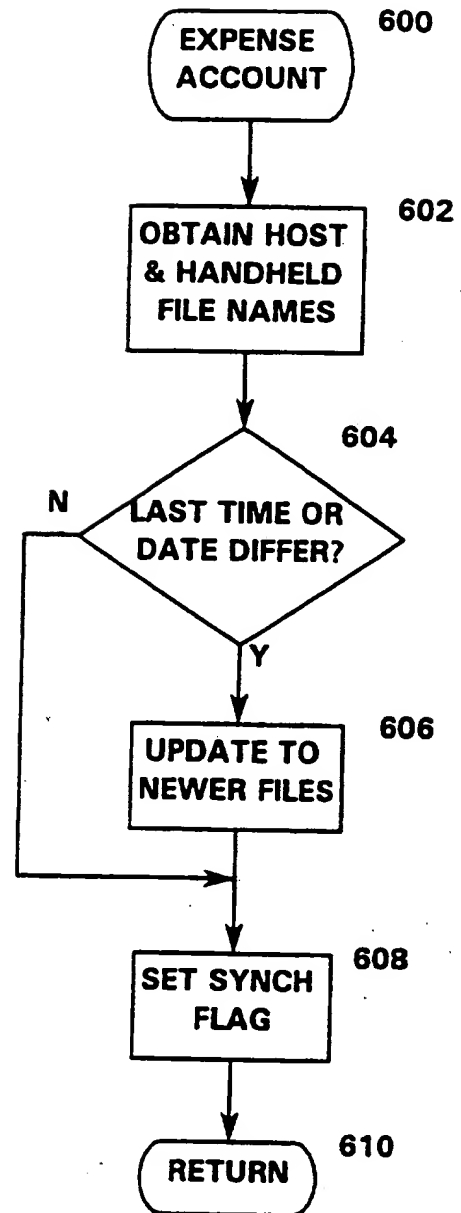 600
EXPENSE
ACCOUNT
602
OBTAIN HOST
& HANDHELD
FILE NAMES
604
N
LAST TIME OR
DATE DIFFER?
Y
606
UPDATE TO
NEWER FILES
608
SET SYNCH
FLAG
610
RETURN